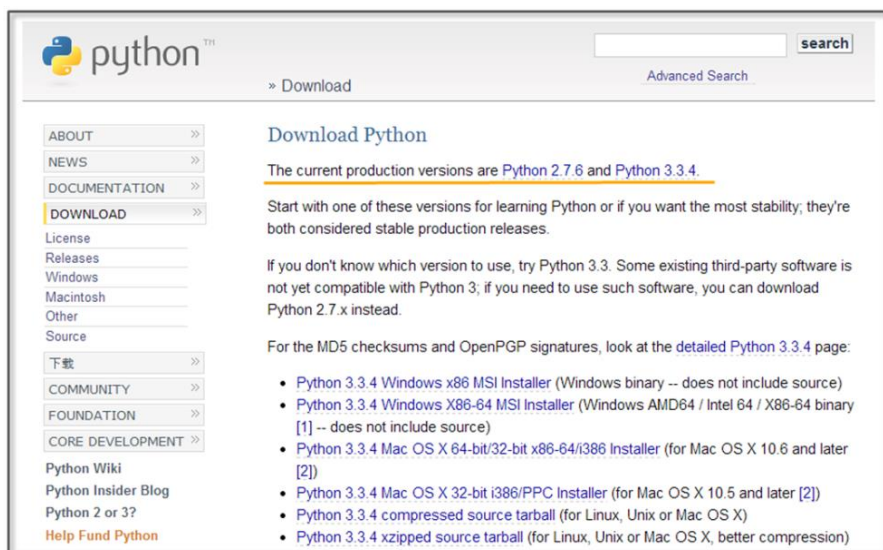 python™
search
Advanced Search
» Download
ABOUT »
NEWS »
DOCUMENTATION »
DOWNLOAD »
License
Releases
Windows
Macintosh
Other
Source
下载 »
COMMUNITY »
FOUNDATION »
CORE DEVELOPMENT »
Python Wiki
Python Insider Blog
Python 2 or 3?
Help Fund Python
Download Python
The current production versions are Python 2.7.6 and Python 3.3.4.
Start with one of these versions for learning Python or if you want the most stability; they're
both considered stable production releases.
If you don't know which version to use, try Python 3.3. Some existing third-party software is
not yet compatible with Python 3; if you need to use such software, you can download
Python 2.7.x instead.
For the MD5 checksums and OpenPGP signatures, look at the detailed Python 3.3.4 page:
• Python 3.3.4 Windows x86 MSI Installer (Windows binary -- does not include source)
• Python 3.3.4 Windows X86-64 MSI Installer (Windows AMD64 / Intel 64 / X86-64 binary
[1] -- does not include source)
• Python 3.3.4 Mac OS X 64-bit/32-bit x86-64/i386 Installer (for Mac OS X 10.6 and later
[2])
• Python 3.3.4 Mac OS X 32-bit i386/PPC Installer (for Mac OS X 10.5 and later [2])
• Python 3.3.4 compressed source tarball (for Linux, Unix or Mac OS X)
• Python 3.3.4 xzipped source tarball (for Linux, Unix or Mac OS X, better compression)